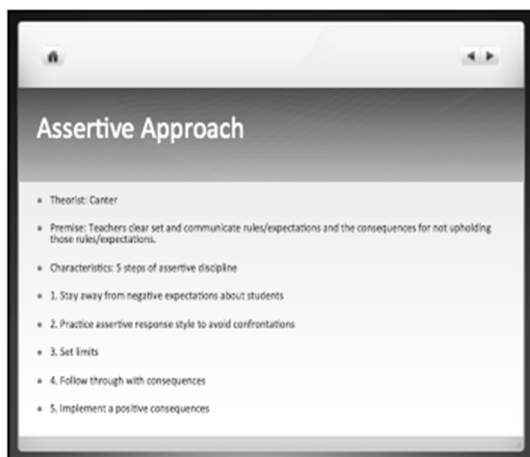 Assertive Approach
Theorist: Canter
Premise: Teachers clear set and communicate rules/expectations and the consequences for not upholding
those rules/expectations.
Characteristics: 5 steps of assertive discipline
1. Stay away from negative expectations about students
2. Practice assertive response style to avoid confrontations
3. Set limits
4. Follow through with consequences
5. Implement a positive consequences